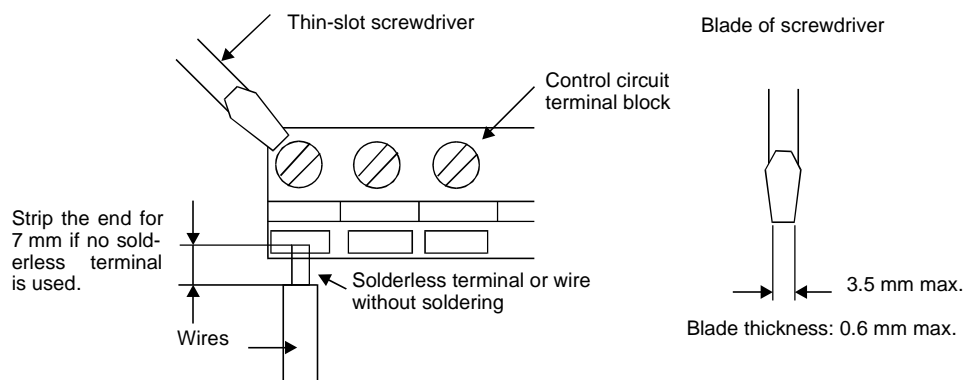 Thin-slot screwdriver
Blade of screwdriver
Control circuit
terminal block
Strip the end for
7 mm if no sol-
derless terminal
is used.
Solderless terminal or wire
without soldering
Wires
3.5 mm max.
Blade thickness: 0.6 mm max.